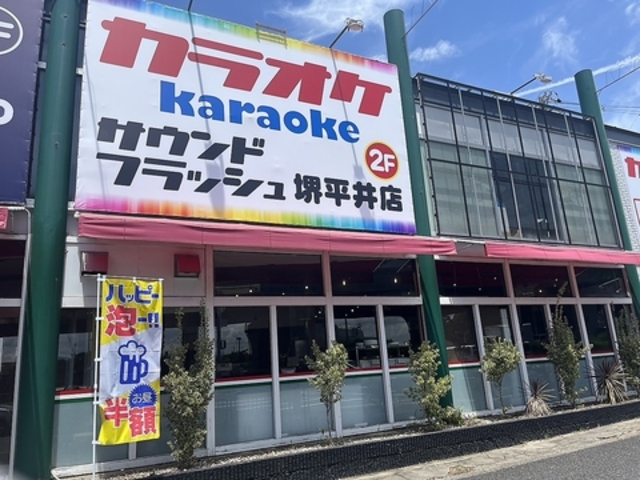 カラオケ
karaoke
サウンド
フラッシュ 堺平井店
2F
ハッピー
泡ー!!
お昼
半額